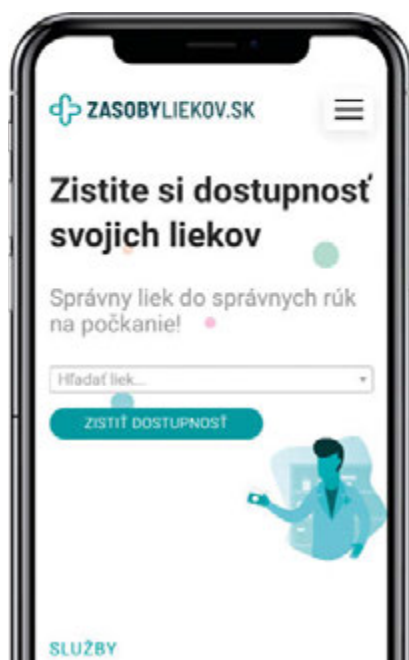 ZASOBYLIEKOV.SK
Zistite si dostupnosť
svojich liekov
Správny liek do správnych rúk
na počkanie!
Hľadať liek...
ZISTIŤ DOSTUPNOSŤ
SLUŽBY